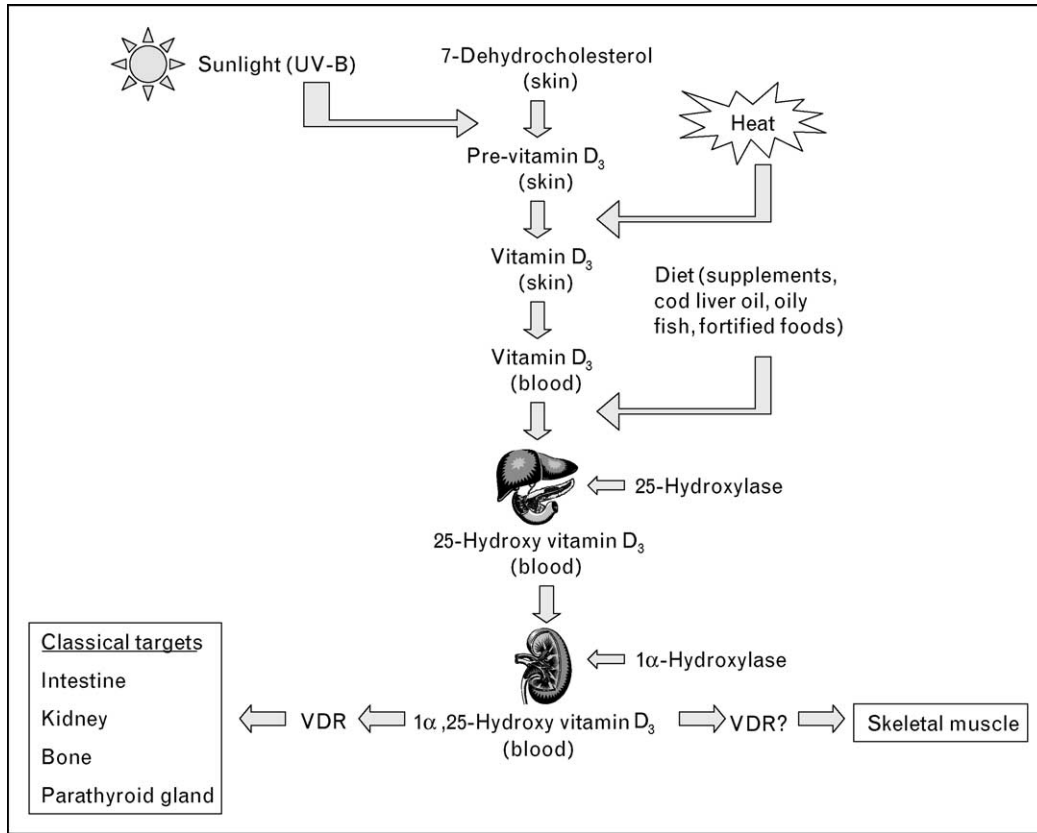 Sunlight (UV-B)
7-Dehydrocholesterol
(skin)
Heat
Pre-vitamin D₃
(skin)
Vitamin D₃
(skin)
Diet (supplements,
cod liver oil, oily
fish, fortified foods)
Vitamin D₃
(blood)
25-Hydroxylase
25-Hydroxy vitamin D₃
(blood)
1α-Hydroxylase
Classical targets
Intestine
Kidney
Bone
Parathyroid gland
VDR
1α,25-Hydroxy vitamin D₃
(blood)
VDR?
Skeletal muscle